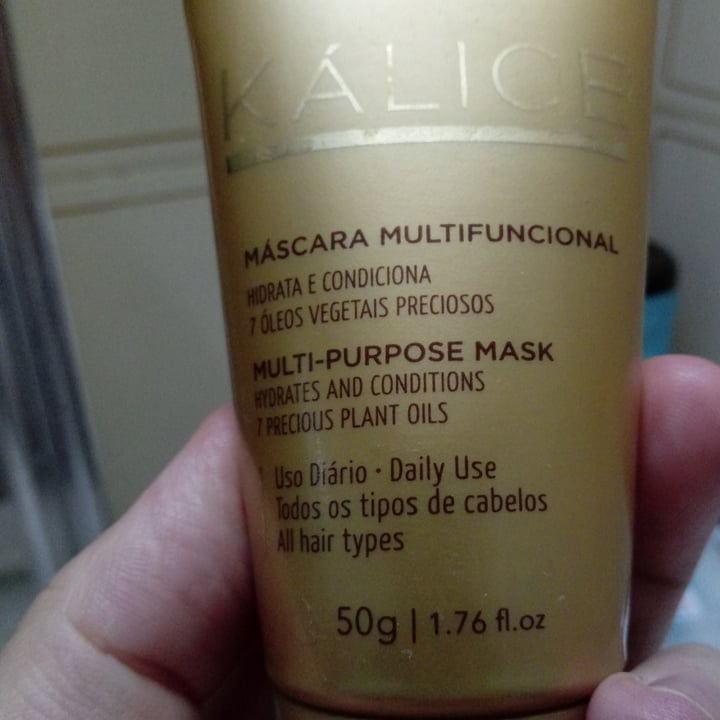 KÁLICE
MÁSCARA MULTIFUNCIONAL
HIDRATA E CONDICIONA
7 ÓLEOS VEGETAIS PRECIOSOS
MULTI-PURPOSE MASK
HYDRATES AND CONDITIONS
7 PRECIOUS PLANT OILS
Uso Diário · Daily Use
Todos os tipos de cabelos
All hair types
50g | 1.76 fl.oz